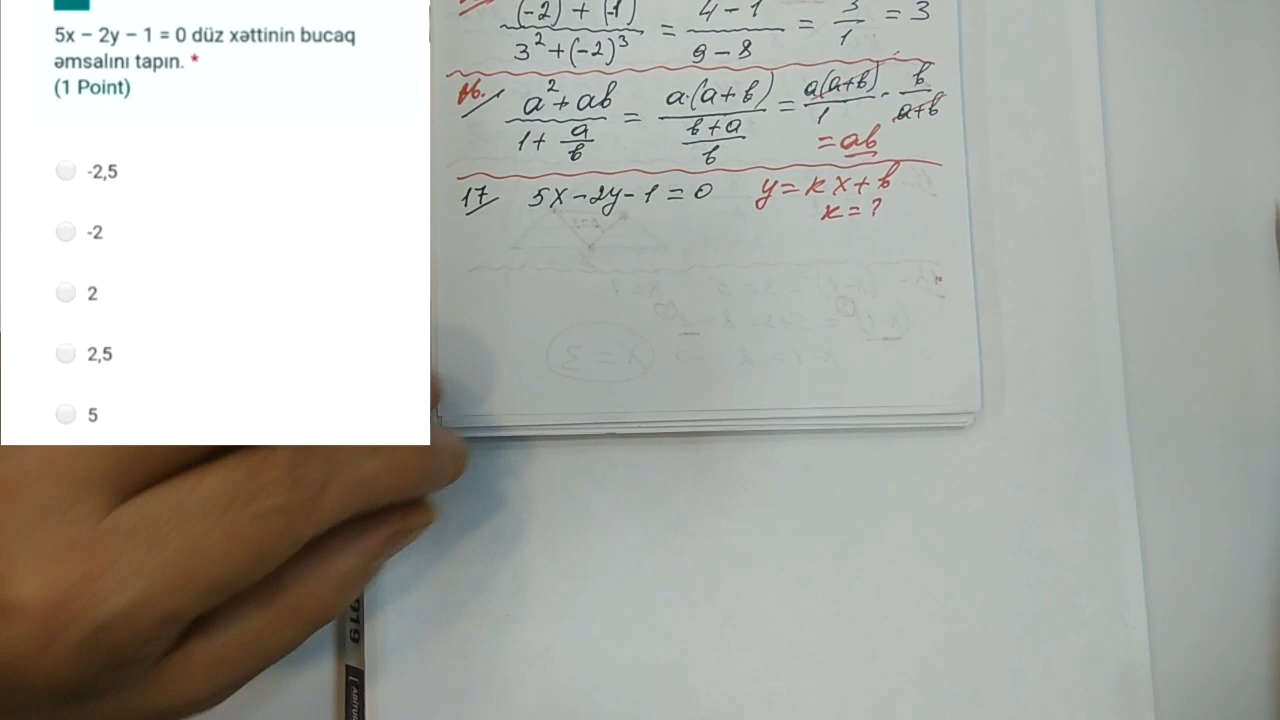 5x – 2y – 1 = 0 düz xəttinin bucaq
əmsalını tapın. *
(1 Point)
-2,5
-2
2
2,5
5
(-2) + (-1) / 3² + (-2)³ = 4 - 1 / 9 - 8 = 3 / 1 = 3
16. a² + ab / 1 + a/b = a·(a+b) / b+a/b = a(a+b) / 1 · b / a+b
= ab
17 5x - 2y - 1 = 0 y = kx + b
k = ?